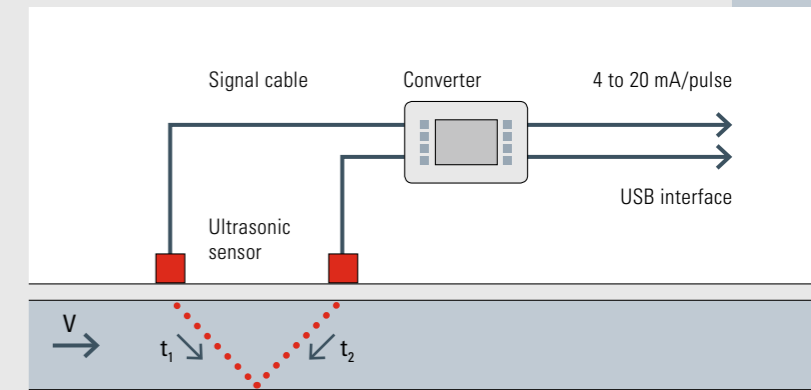 Signal cable
Converter
4 to 20 mA/pulse
USB interface
Ultrasonic
sensor
V
t₁
t₂